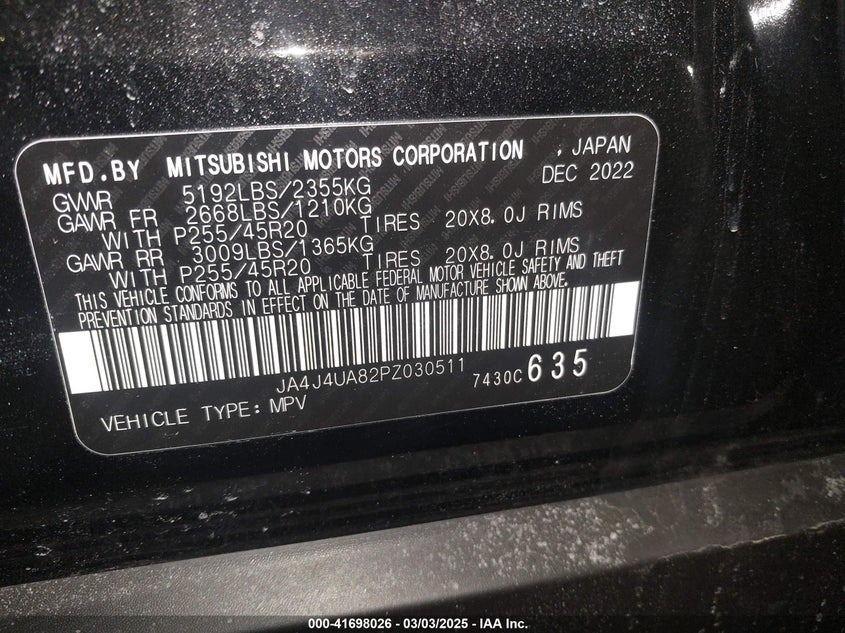 MFD.BY MITSUBISHI MOTORS CORPORATION , JAPAN
GVWR 5192LBS/2355KG DEC 2022
GAWR FR 2668LBS/1210KG
WITH P255/45R20 TIRES 20X8.0J RIMS
GAWR RR 3009LBS/1365KG
WITH P255/45R20 TIRES 20X8.0J RIMS
THIS VEHICLE CONFORMS TO ALL APPLICABLE FEDERAL MOTOR VEHICLE SAFETY AND THEFT
PREVENTION STANDARDS IN EFFECT ON THE DATE OF MANUFACTURE SHOWN ABOVE.
JA4J4UA82PZ030511 7430C 635
VEHICLE TYPE: MPV
000-41698026 - 03/03/2025 - IAA Inc.